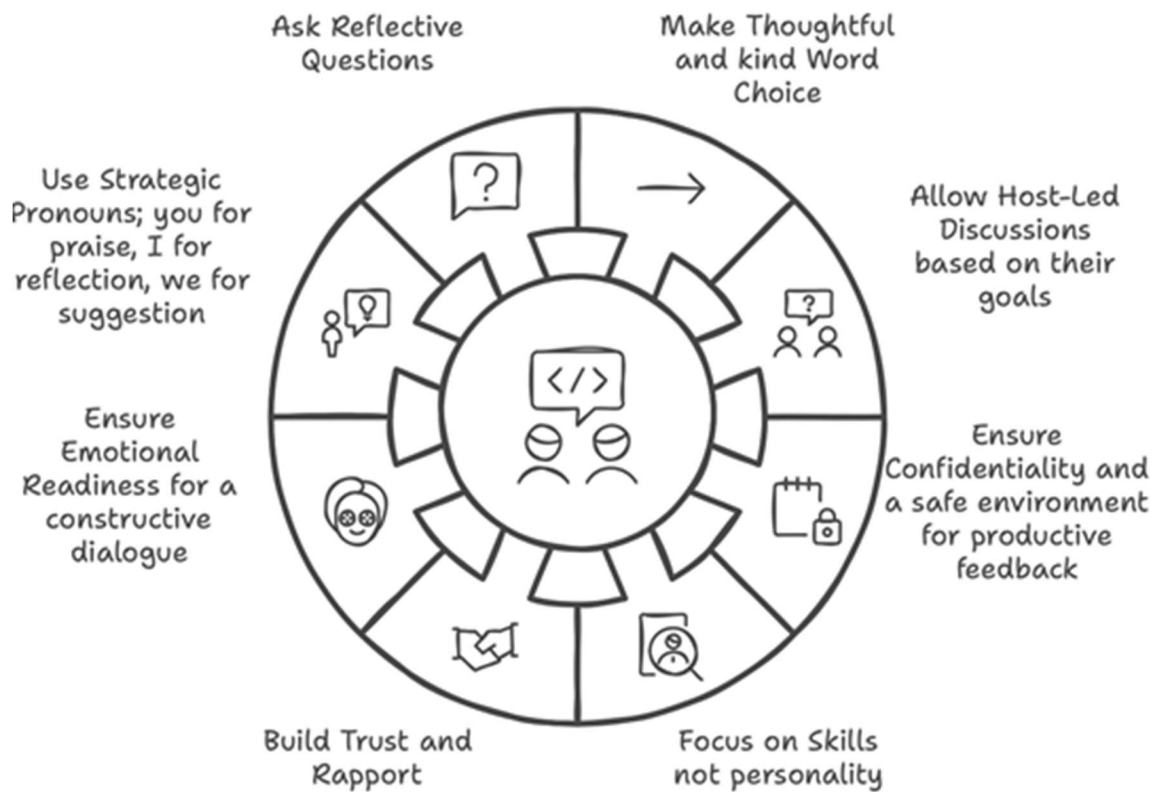 Ask Reflective
Questions
Make Thoughtful
and kind Word
Choice
Use Strategic
Pronouns; you for
praise, I for
reflection, we for
suggestion
Allow Host-Led
Discussions
based on their
goals
?
?
</>
Ensure
Emotional
Readiness for a
constructive
dialogue
Ensure
Confidentiality and
a safe environment
for productive
feedback
Build Trust and
Rapport
Focus on Skills
not personality